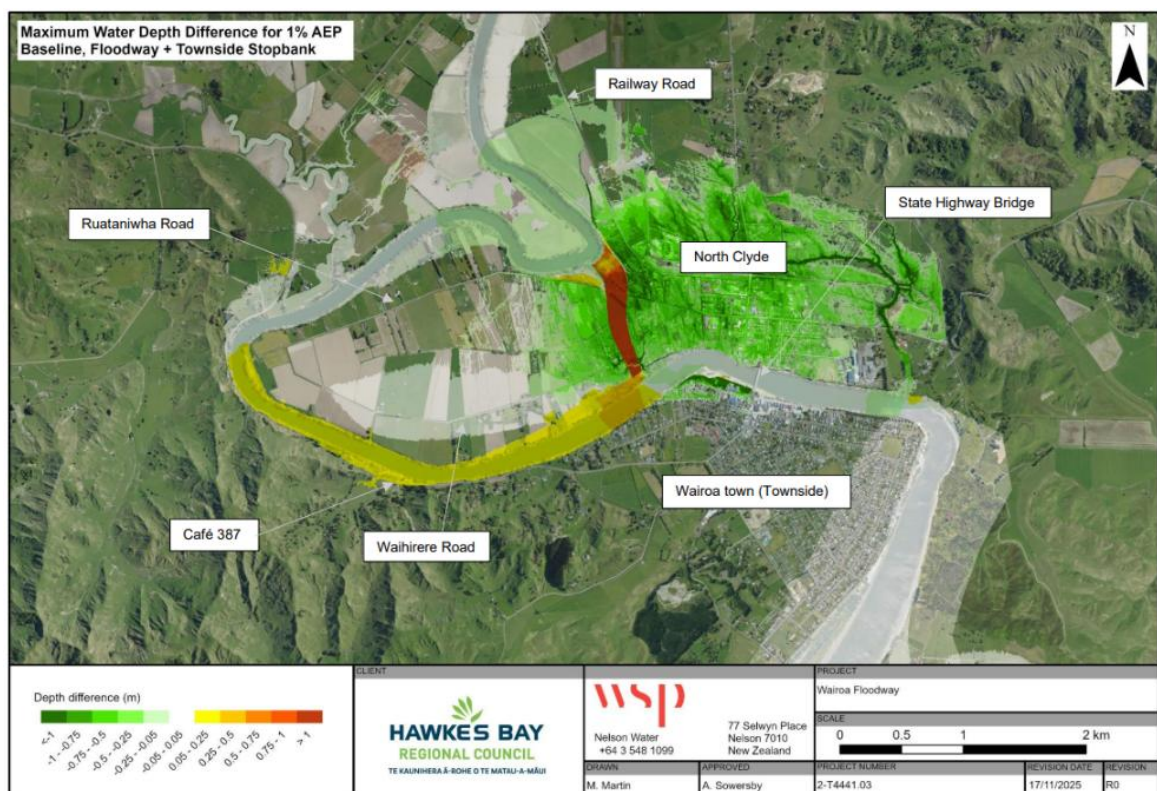 Maximum Water Depth Difference for 1% AEP
Baseline, Floodway + Townside Stopbank
N
Railway Road
Ruataniwha Road
State Highway Bridge
North Clyde
Wairoa town (Townside)
Café 387
Waihirere Road
Depth difference (m)
<-1
-1 - -0.75
-0.75 - -0.5
-0.5 - -0.25
-0.25 - -0.05
-0.05 - 0.05
0.05 - 0.25
0.25 - 0.5
0.5 - 0.75
0.75 - 1
> 1
CLIENT
HAWKES BAY
REGIONAL COUNCIL
TE KAUNIHERA Ā-ROHE O TE MATAU-A-MĀUI
wsp
Nelson Water
+64 3 548 1099
77 Selwyn Place
Nelson 7010
New Zealand
PROJECT
Wairoa Floodway
SCALE
0 0.5 1 2 km
DRAWN
M. Martin
APPROVED
A. Sowersby
PROJECT NUMBER
2-T4441.03
REVISION DATE
17/11/2025
REVISION
R0